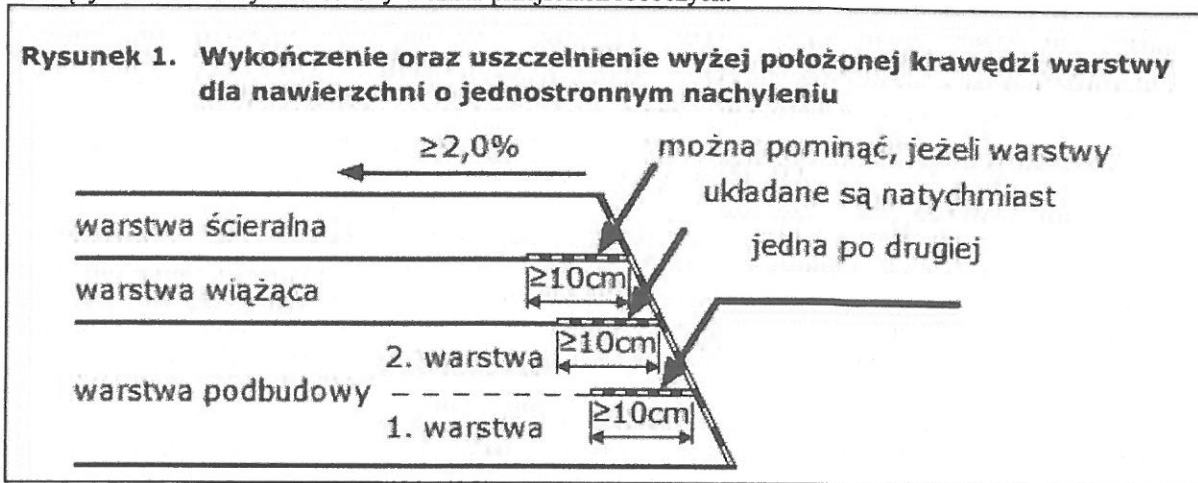 Rysunek 1. Wykończenie oraz uszczelnienie wyżej położonej krawędzi warstwy
dla nawierzchni o jednostronnym nachyleniu
≥2,0%
można pominąć, jeżeli warstwy
układane są natychmiast
jedna po drugiej
warstwa ścieralna
≥10cm
warstwa wiążąca
≥10cm
2. warstwa
warstwa podbudowy
≥10cm
1. warstwa